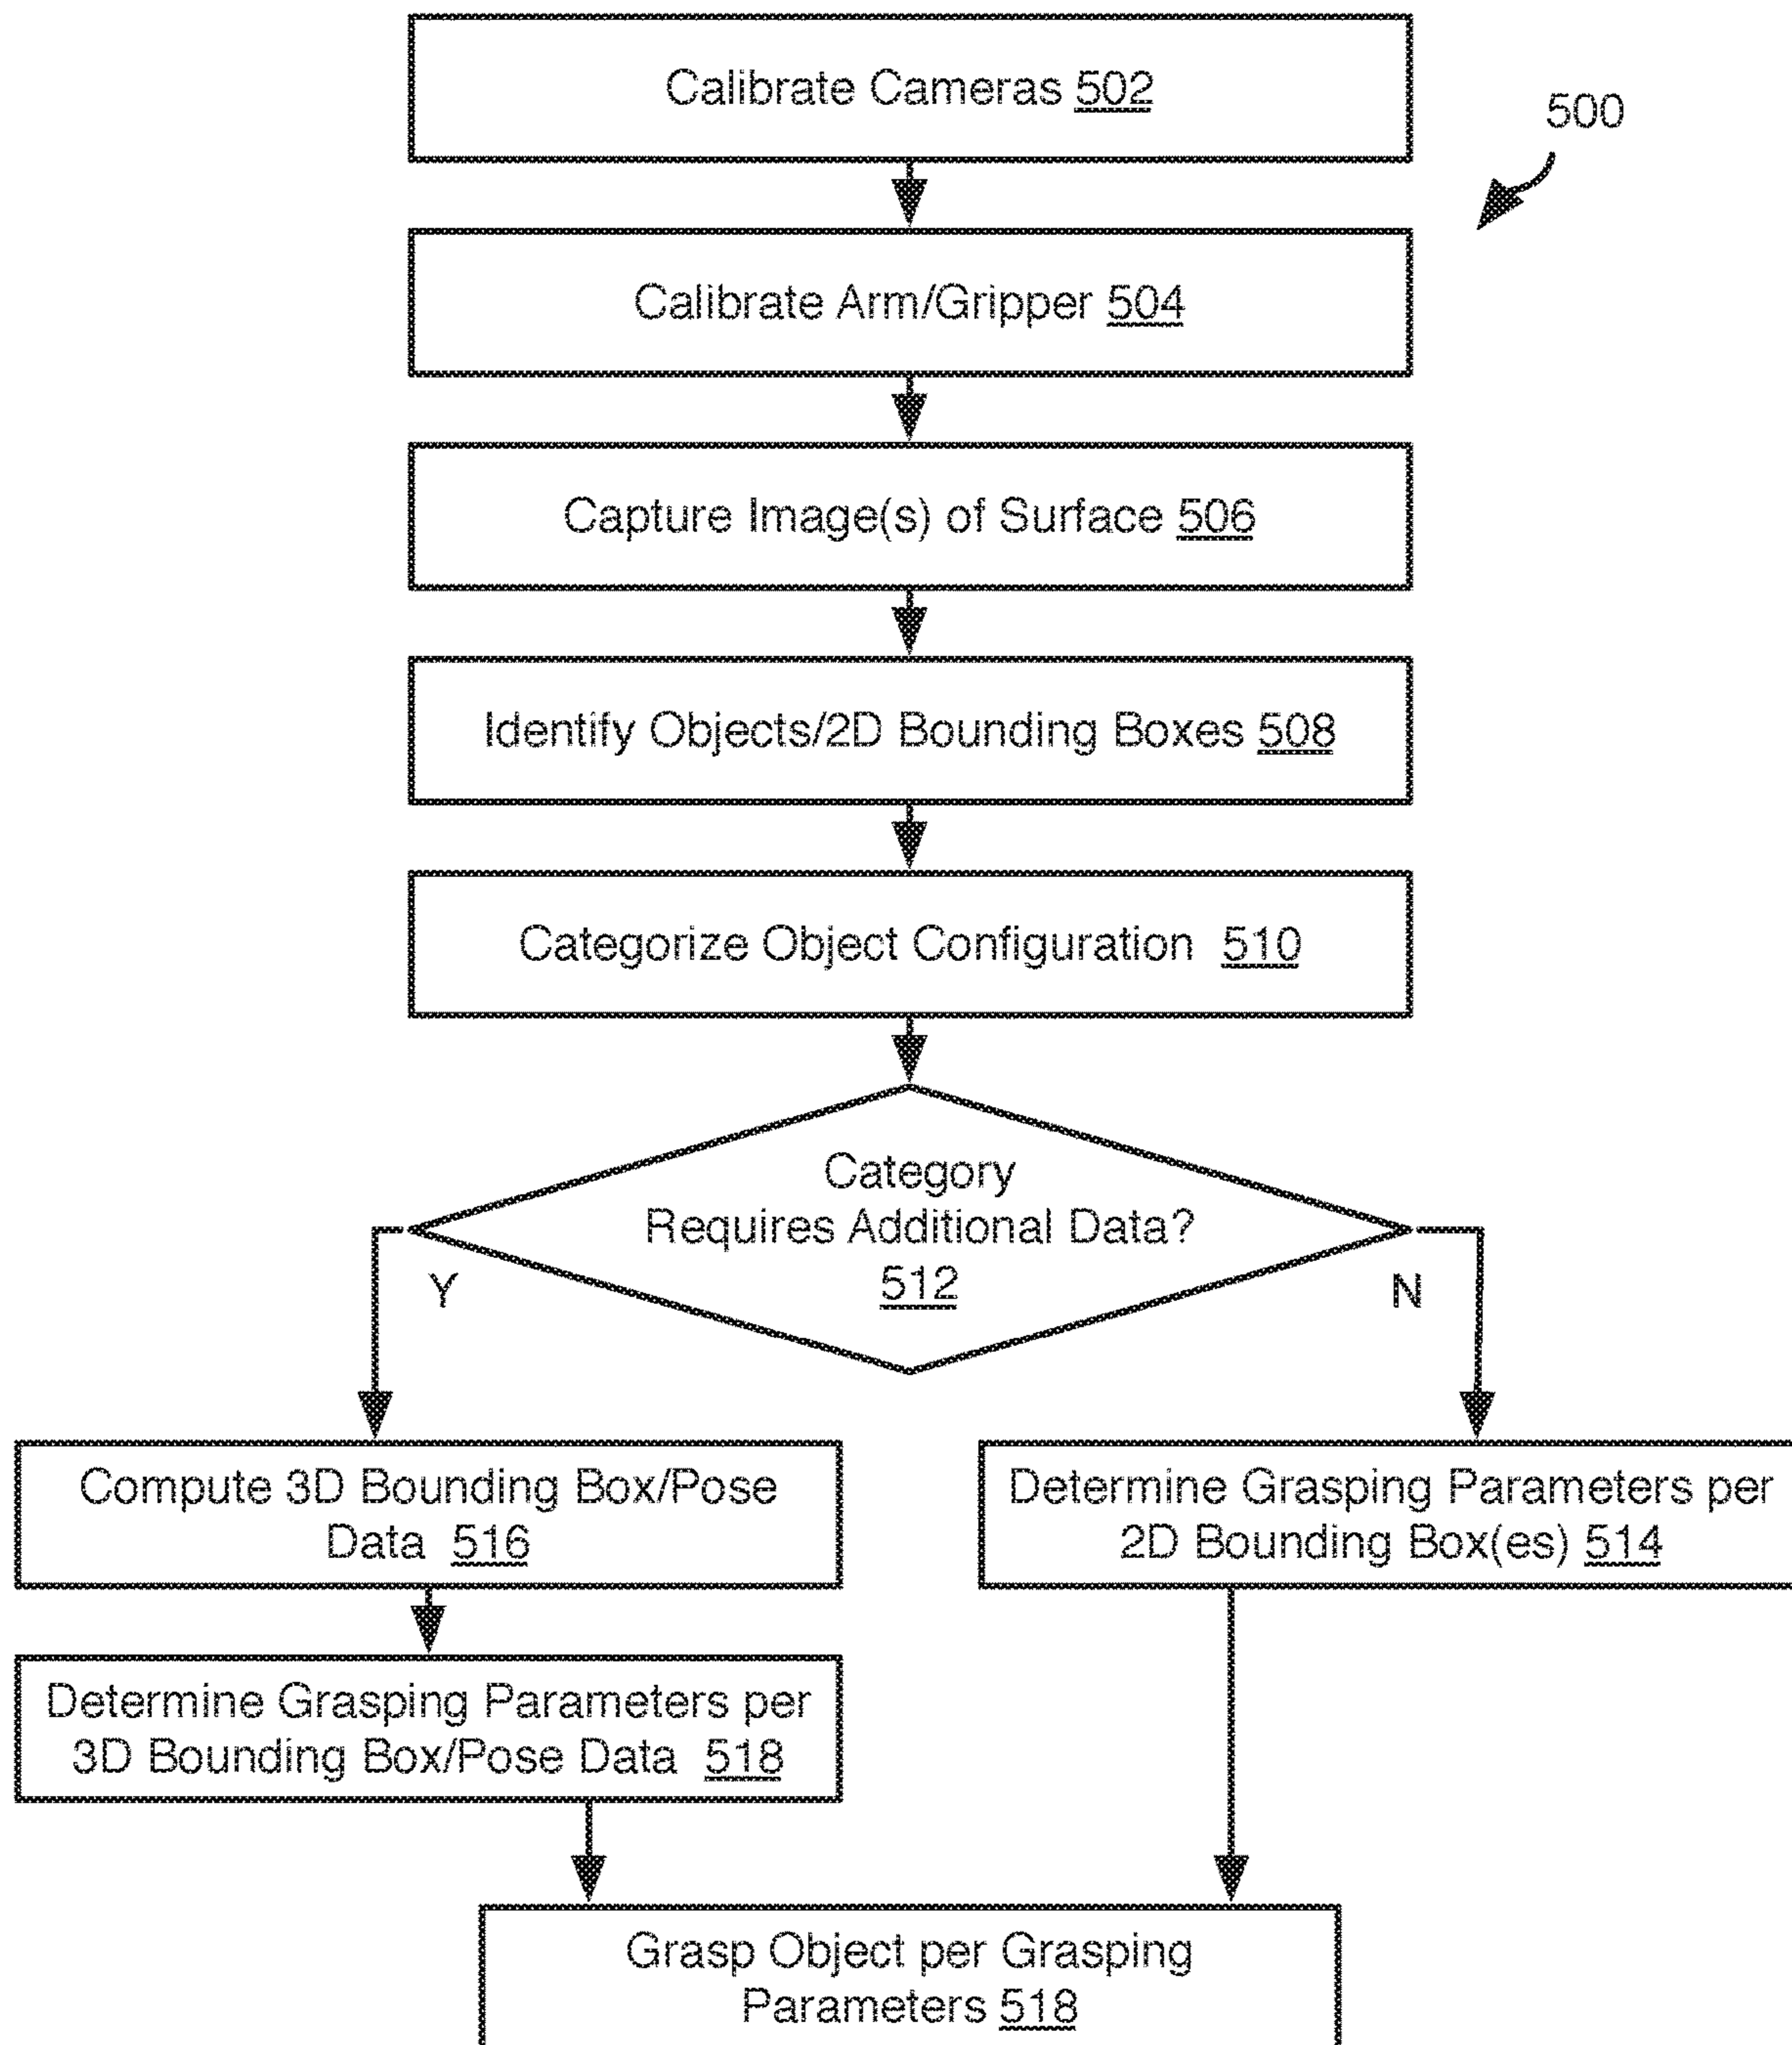 Calibrate Cameras 502
500
Calibrate Arm/Gripper 504
Capture Image(s) of Surface 506
Identify Objects/2D Bounding Boxes 508
Categorize Object Configuration 510
Category
Requires Additional Data?
512
Y
N
Compute 3D Bounding Box/Pose
Data 516
Determine Grasping Parameters per
2D Bounding Box(es) 514
Determine Grasping Parameters per
3D Bounding Box/Pose Data 518
Grasp Object per Grasping
Parameters 518